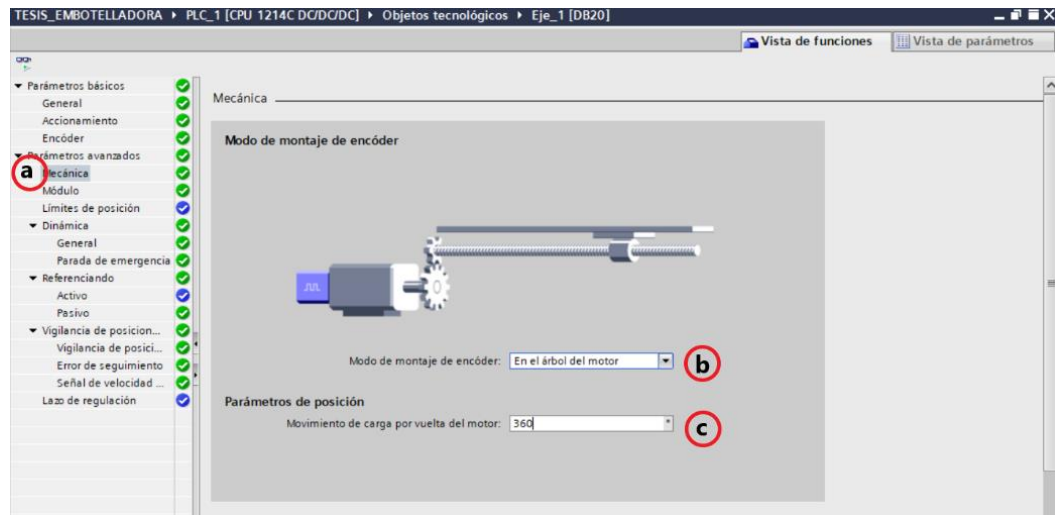 TESIS_EMBOTELLADORA ▸ PLC_1 [CPU 1214C DC/DC/DC] ▸ Objetos tecnológicos ▸ Eje_1 [DB20]
Vista de funciones
Vista de parámetros
Parámetros básicos
General
Accionamiento
Encóder
Parámetros avanzados
a
Mecánica
Módulo
Límites de posición
Dinámica
General
Parada de emergencia
Referenciando
Activo
Pasivo
Vigilancia de posicion...
Vigilancia de posici...
Error de seguimiento
Señal de velocidad ...
Lazo de regulación
Mecánica
Modo de montaje de encóder
Modo de montaje de encóder: En el árbol del motor
b
Parámetros de posición
Movimiento de carga por vuelta del motor: 360 °
c